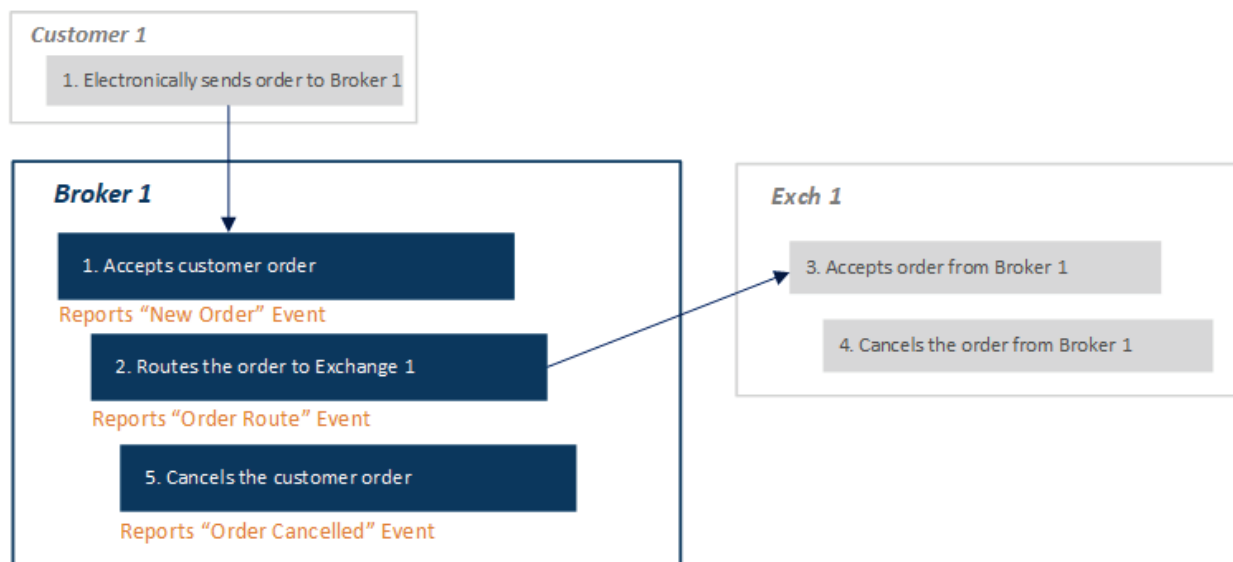 Customer 1
1. Electronically sends order to Broker 1
Broker 1
1. Accepts customer order
Reports “New Order” Event
2. Routes the order to Exchange 1
Reports “Order Route” Event
5. Cancels the customer order
Reports “Order Cancelled” Event
Exch 1
3. Accepts order from Broker 1
4. Cancels the order from Broker 1